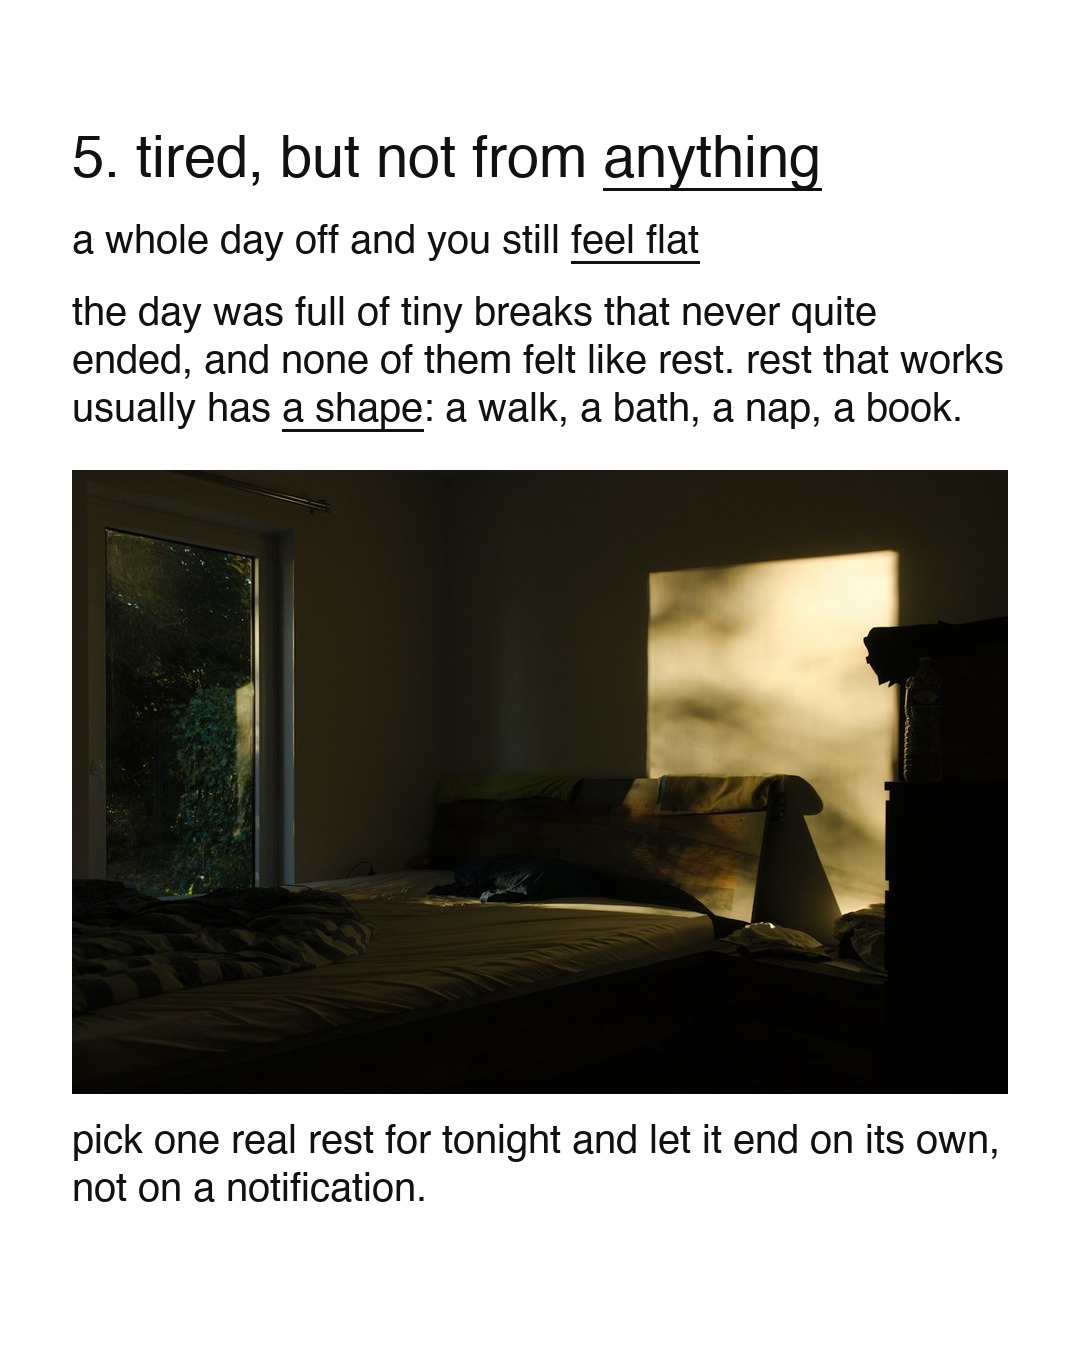 5. tired, but not from anything
a whole day off and you still feel flat
the day was full of tiny breaks that never quite
ended, and none of them felt like rest. rest that works
usually has a shape: a walk, a bath, a nap, a book.
pick one real rest for tonight and let it end on its own,
not on a notification.